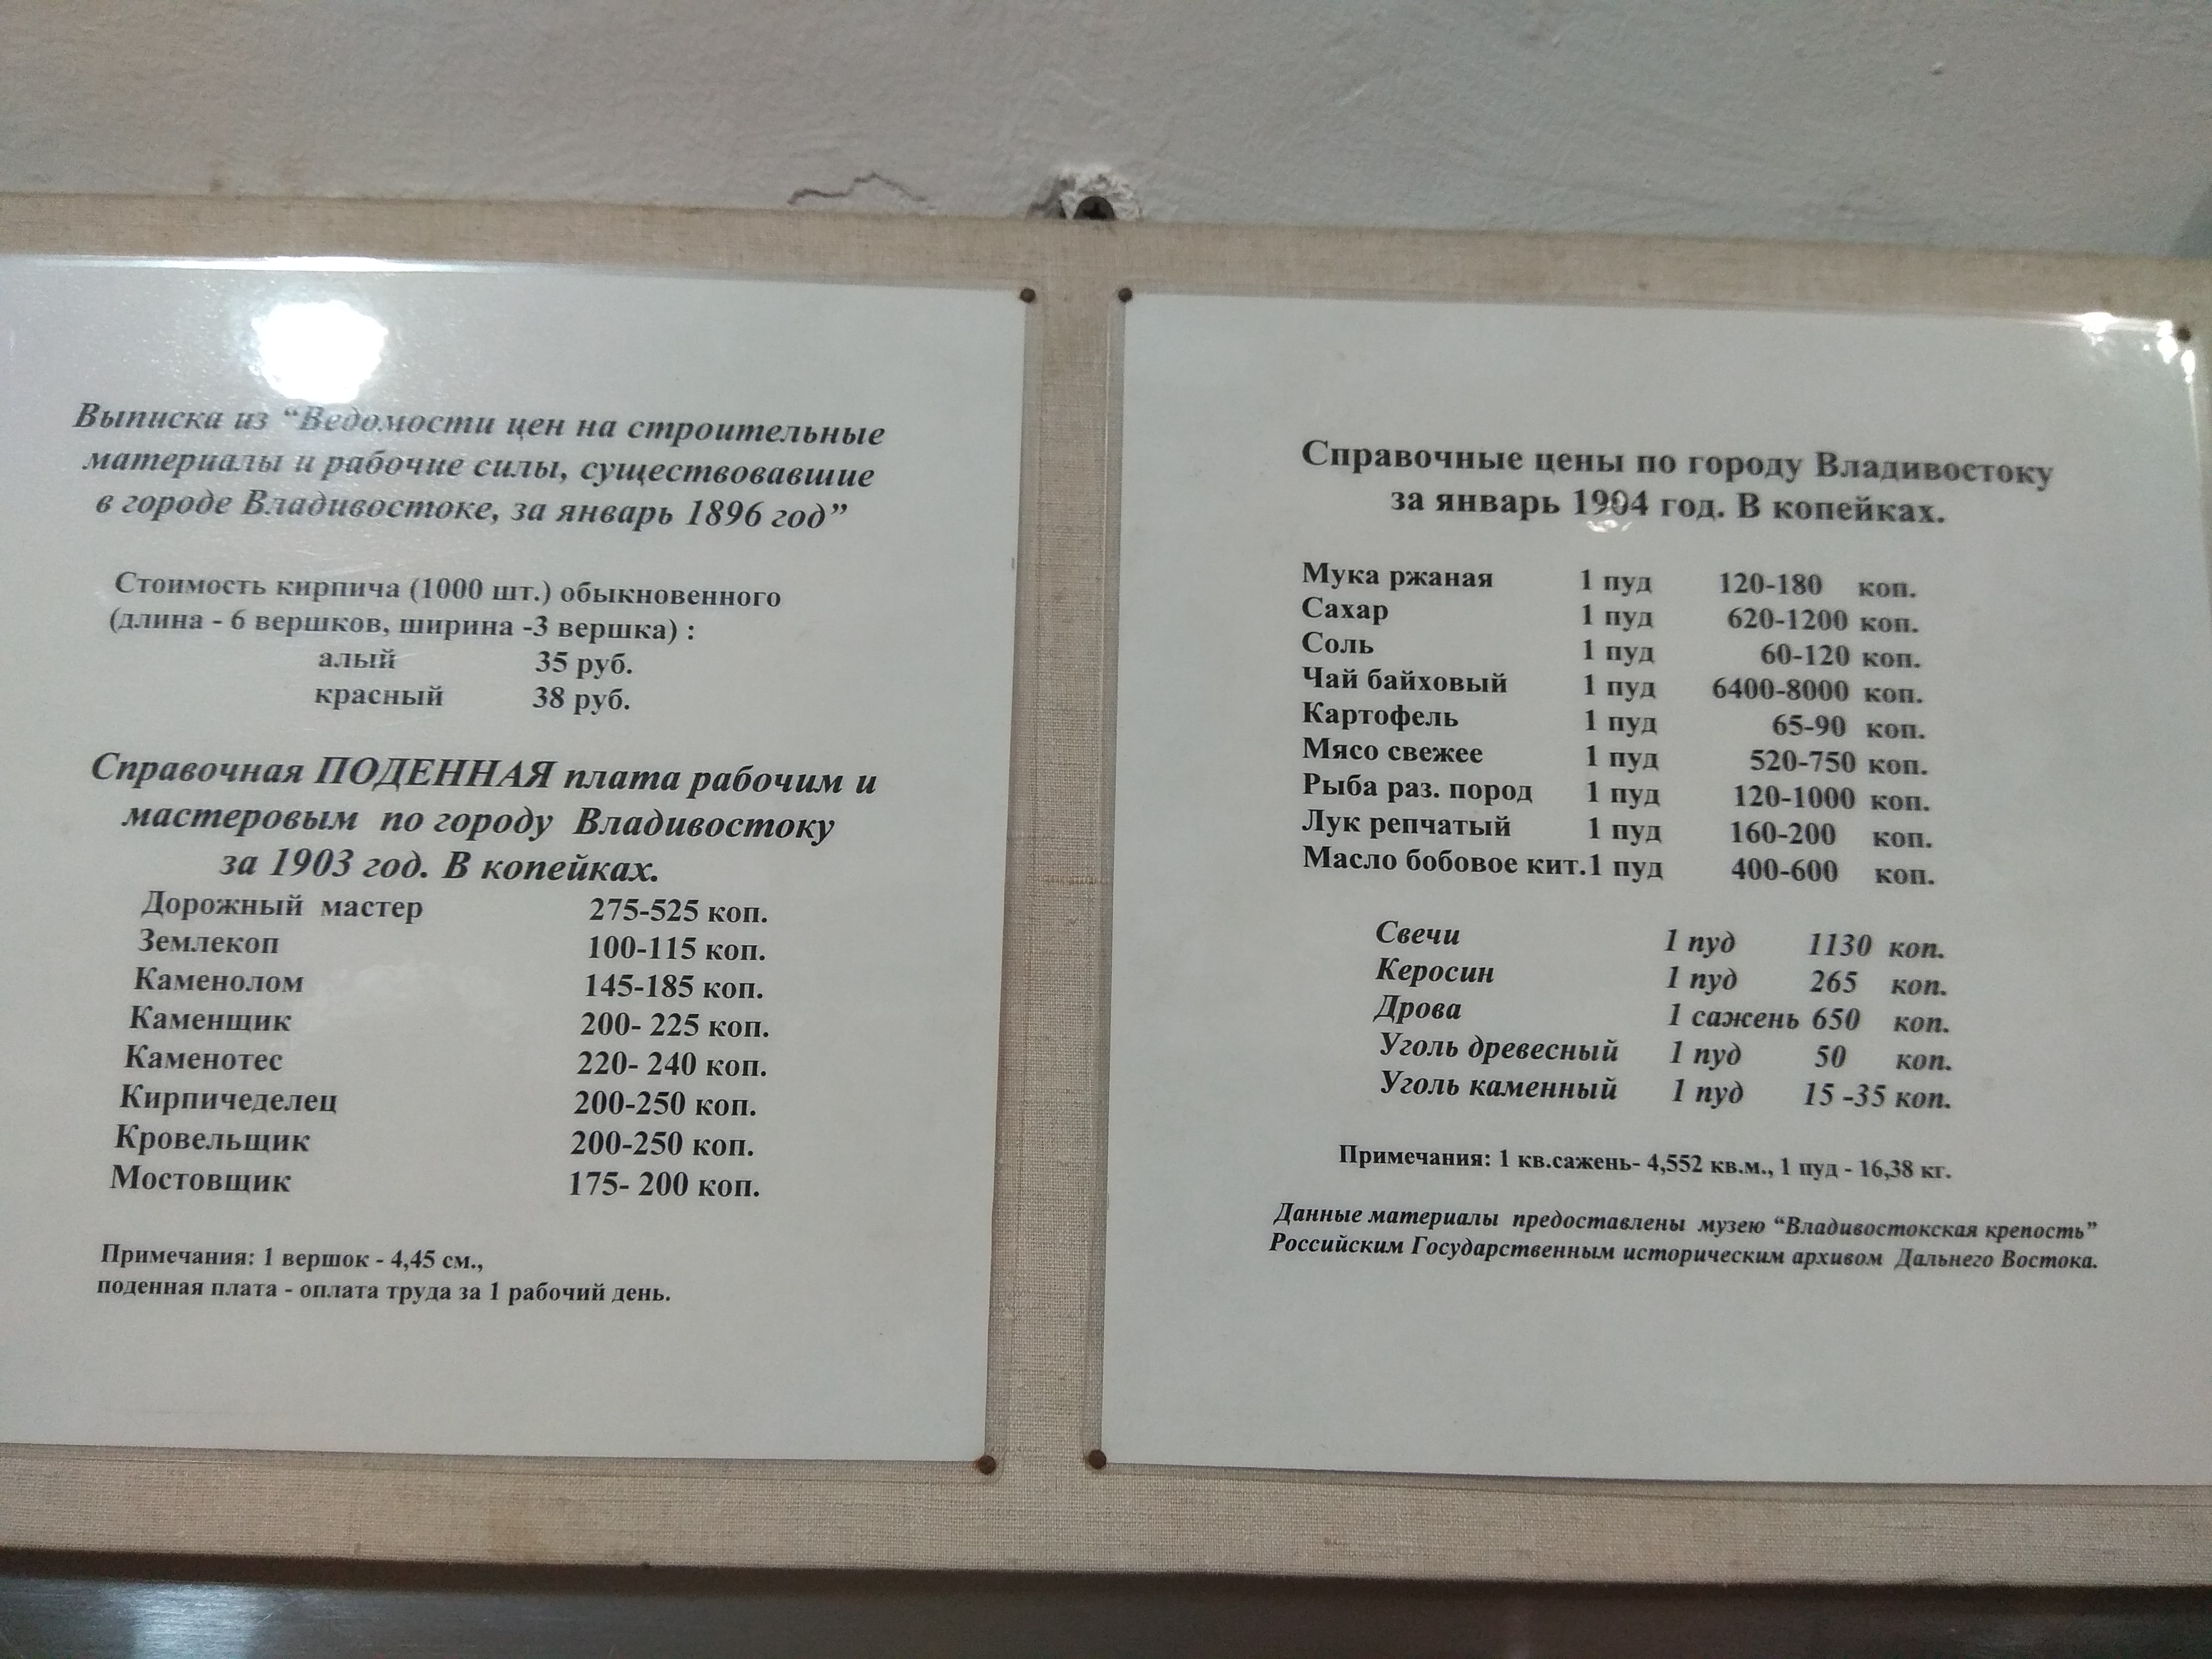 Выписка из “Ведомости цен на строительные
материалы и рабочие силы, существовавшие
в городе Владивостоке, за январь 1896 год”
Стоимость кирпича (1000 шт.) обыкновенного
(длина - 6 вершков, ширина -3 вершка) :
алый 35 руб.
красный 38 руб.
Справочная ПОДЕННАЯ плата рабочим и
мастеровым по городу Владивостоку
за 1903 год. В копейках.
Дорожный мастер 275-525 коп.
Землекоп 100-115 коп.
Каменолом 145-185 коп.
Каменщик 200- 225 коп.
Каменотес 220- 240 коп.
Кирпичеделец 200-250 коп.
Кровельщик 200-250 коп.
Мостовщик 175- 200 коп.
Примечания: 1 вершок - 4,45 см.,
поденная плата - оплата труда за 1 рабочий день.
Справочные цены по городу Владивостоку
за январь 1904 год. В копейках.
Мука ржаная 1 пуд 120-180 коп.
Сахар 1 пуд 620-1200 коп.
Соль 1 пуд 60-120 коп.
Чай байховый 1 пуд 6400-8000 коп.
Картофель 1 пуд 65-90 коп.
Мясо свежее 1 пуд 520-750 коп.
Рыба раз. пород 1 пуд 120-1000 коп.
Лук репчатый 1 пуд 160-200 коп.
Масло бобовое кит.1 пуд 400-600 коп.
Свечи 1 пуд 1130 коп.
Керосин 1 пуд 265 коп.
Дрова 1 сажень 650 коп.
Уголь древесный 1 пуд 50 коп.
Уголь каменный 1 пуд 15 -35 коп.
Примечания: 1 кв.сажень- 4,552 кв.м., 1 пуд - 16,38 кг.
Данные материалы предоставлены музею “Владивостокская крепость”
Российским Государственным историческим архивом Дальнего Востока.